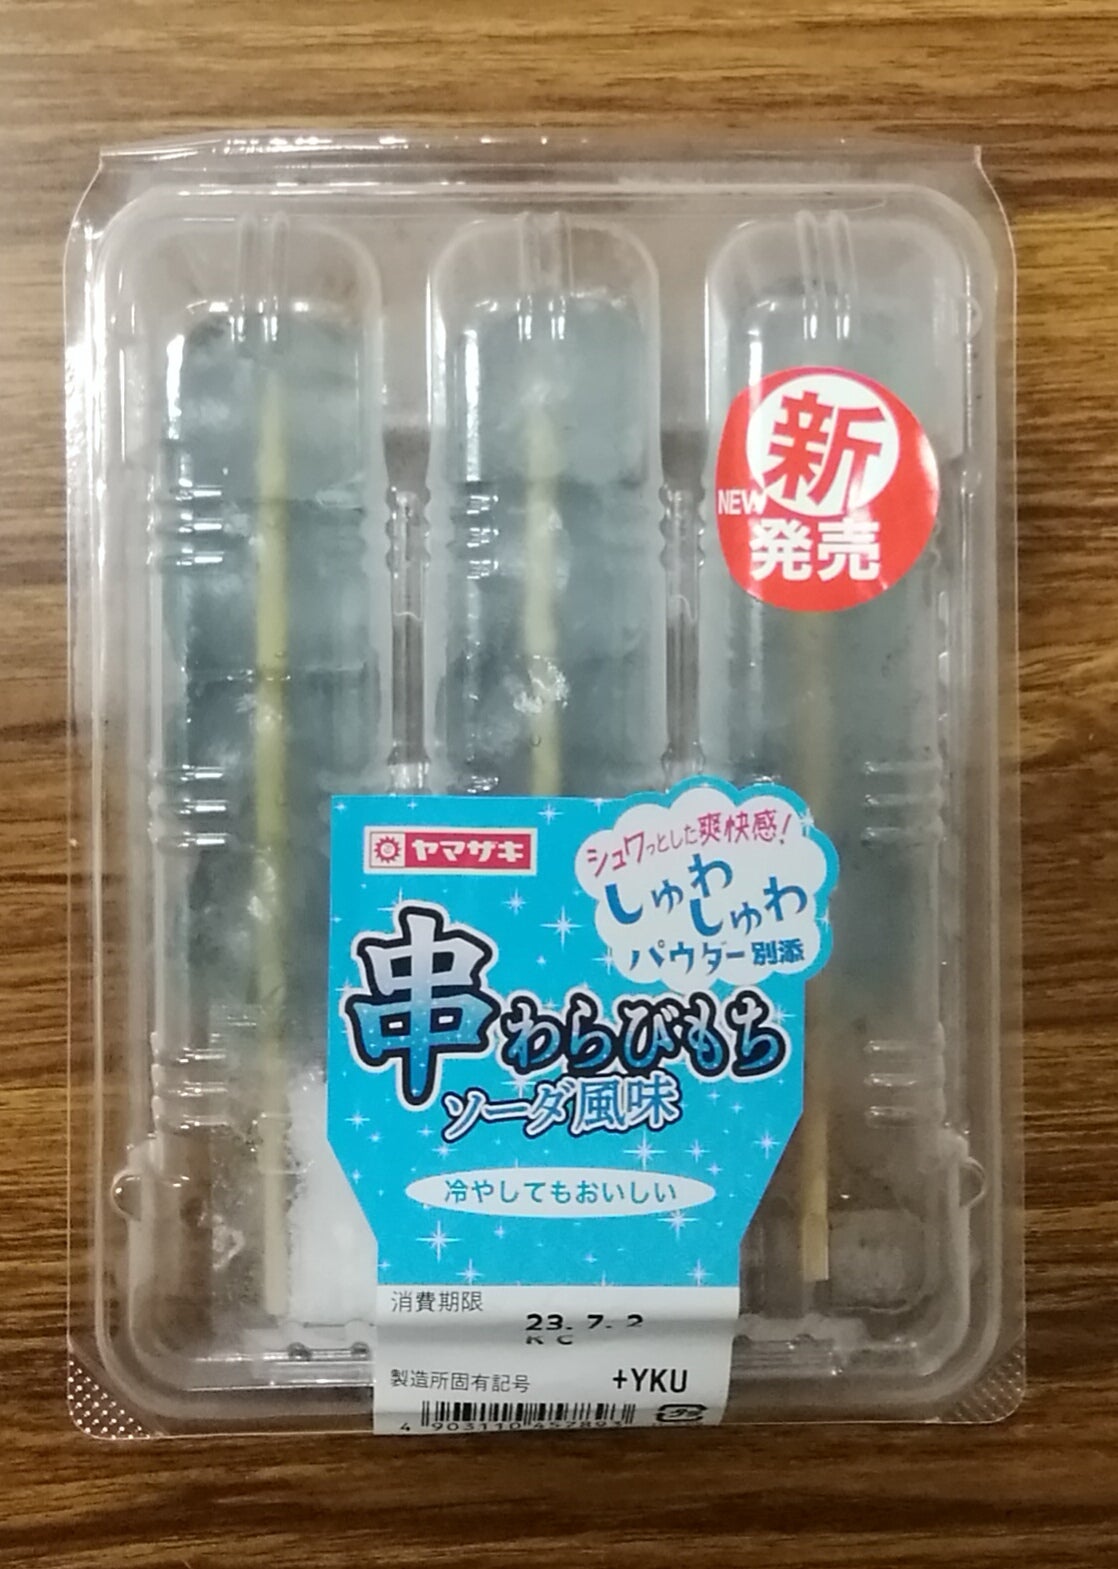 新
NEW
発売
ヤマザキ
シュワっとした爽快感!
しゅわ
しゅわ
パウダー別添
串わらびもち
ソーダ風味
冷やしてもおいしい
消費期限
23. 7. 2
K C
製造所固有記号 +YKU
4 903110 457893